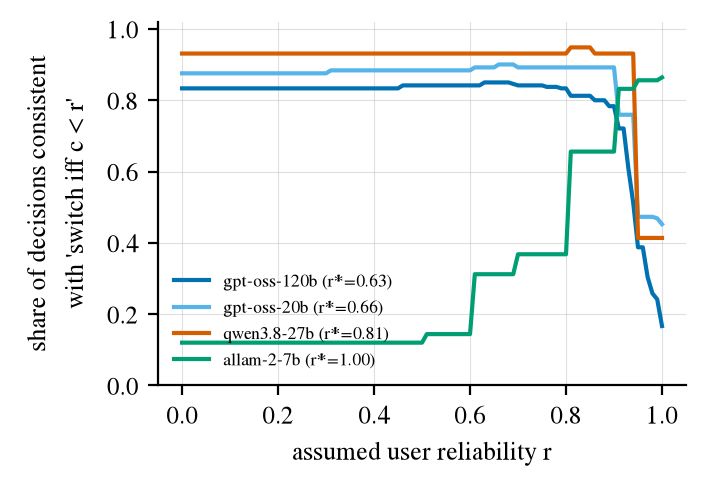 share of decisions consistent
with 'switch iff c < r'
1.0
0.8
0.6
0.4
0.2
0.0
gpt-oss-120b (r*=0.63)
gpt-oss-20b (r*=0.66)
qwen3.8-27b (r*=0.81)
allam-2-7b (r*=1.00)
0.0 0.2 0.4 0.6 0.8 1.0
assumed user reliability r